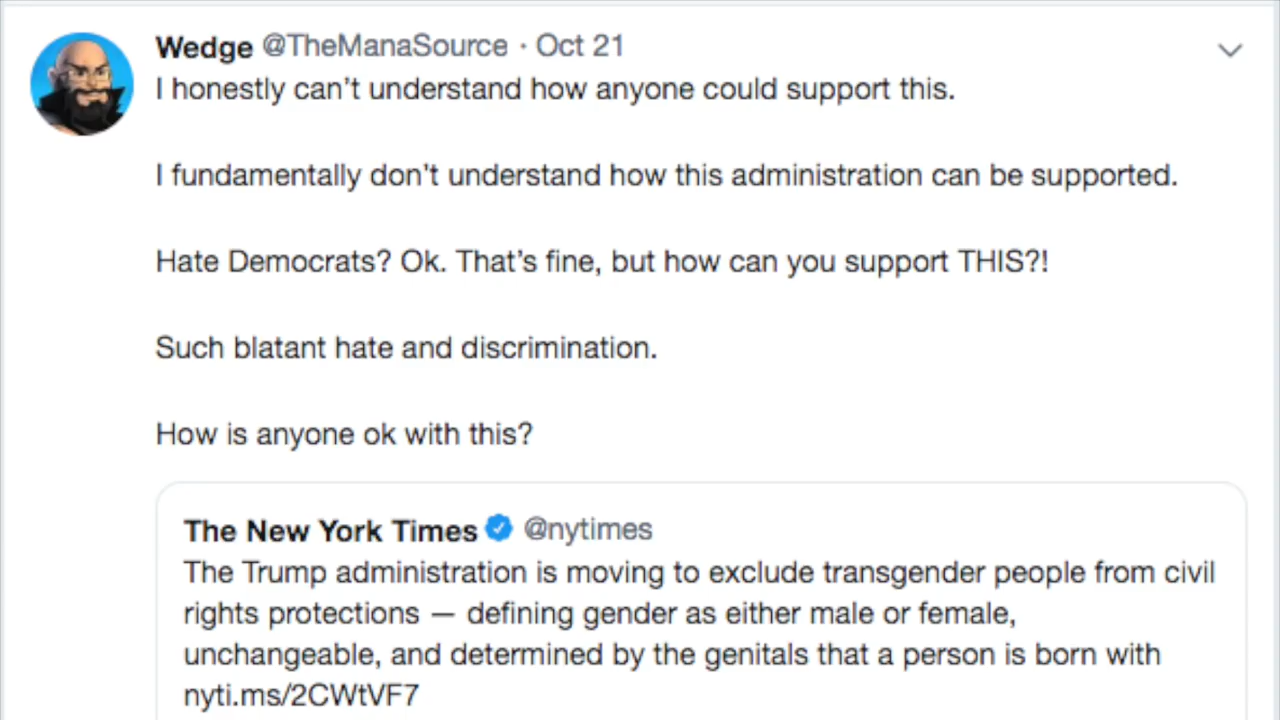 Wedge @TheManaSource · Oct 21
I honestly can’t understand how anyone could support this.
I fundamentally don’t understand how this administration can be supported.
Hate Democrats? Ok. That’s fine, but how can you support THIS?!
Such blatant hate and discrimination.
How is anyone ok with this?
The New York Times @nytimes
The Trump administration is moving to exclude transgender people from civil
rights protections — defining gender as either male or female,
unchangeable, and determined by the genitals that a person is born with
nyti.ms/2CWtVF7